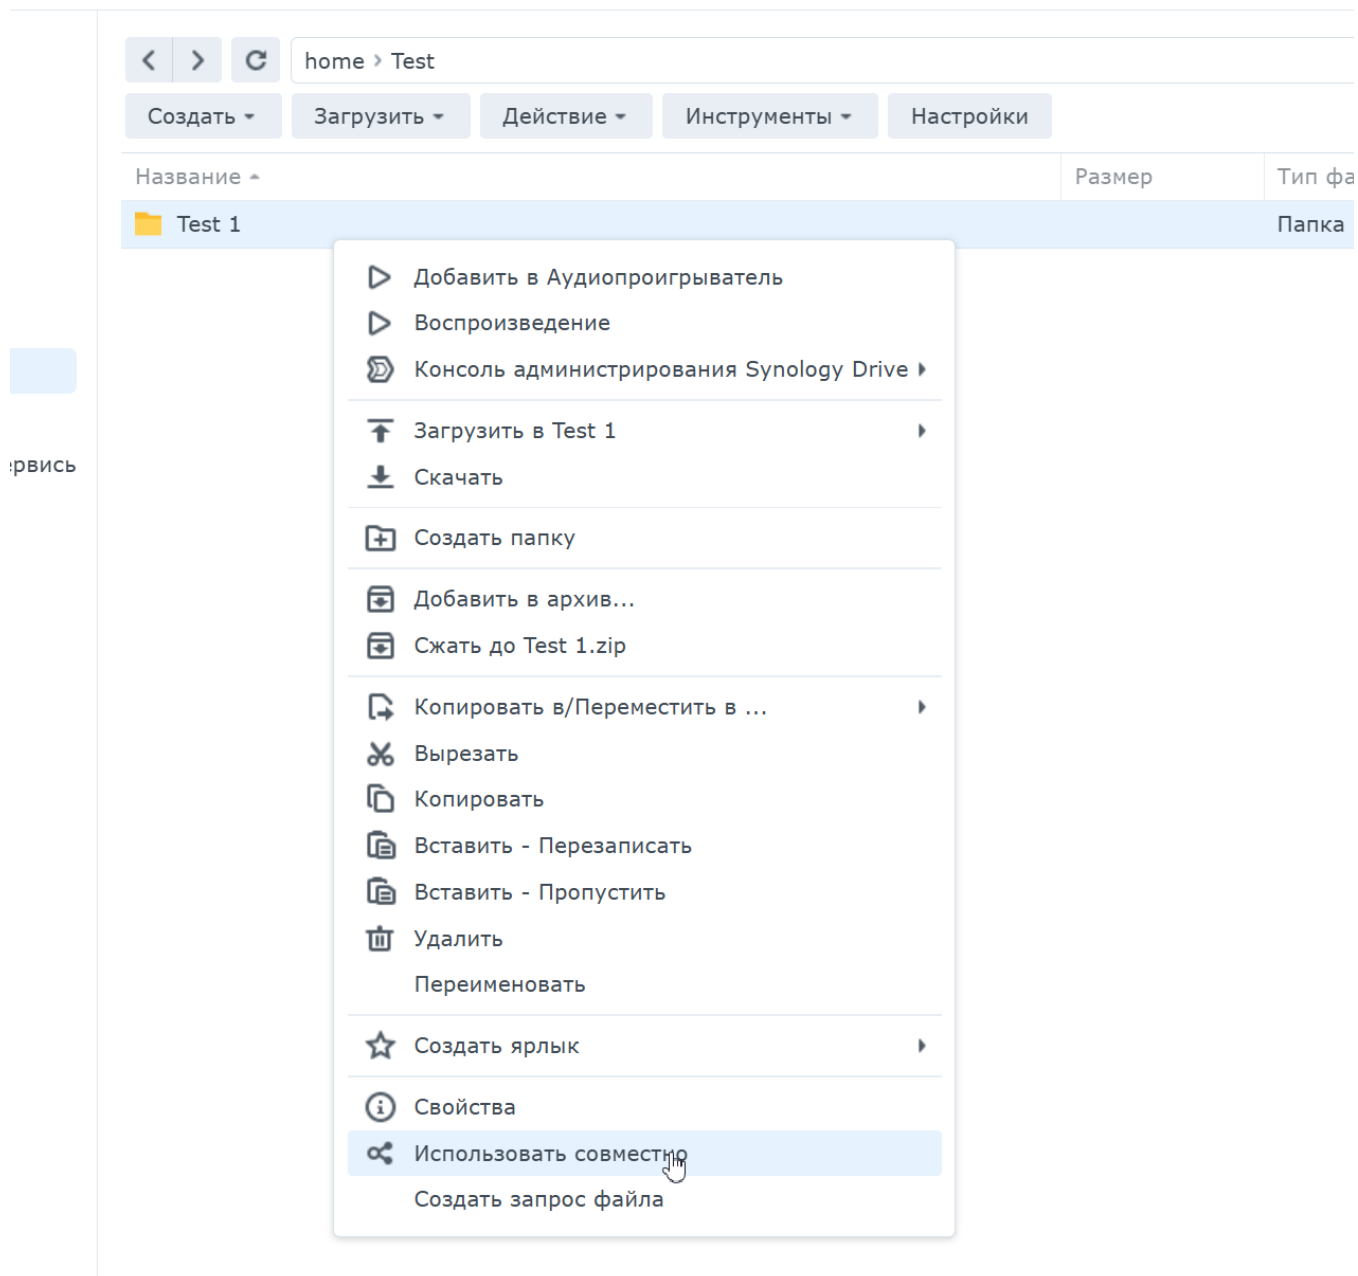 home > Test
Создать Загрузить Действие Инструменты Настройки
Название Размер Тип
Test 1 Папка
Добавить в Аудиопроигрыватель
Воспроизведение
Консоль администрирования Synology Drive
Загрузить в Test 1
Скачать
Создать папку
Добавить в архив...
Сжать до Test 1.zip
Копировать в/Переместить в ...
Вырезать
Копировать
Вставить - Перезаписать
Вставить - Пропустить
Удалить
Переименовать
Создать ярлык
Свойства
Использовать совместно
Создать запрос файла